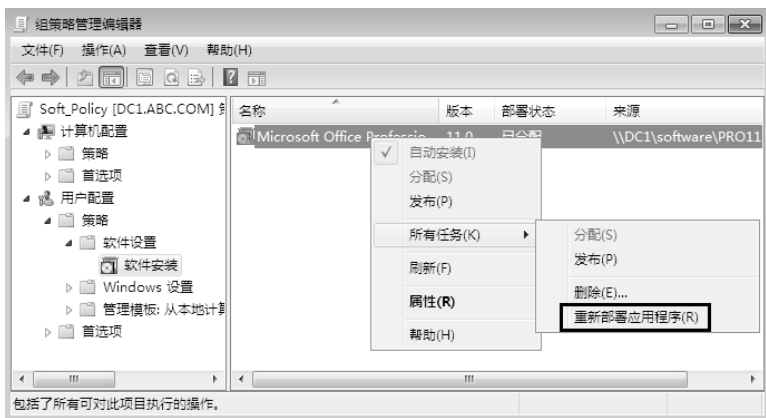 组策略管理编辑器
文件(F) 操作(A) 查看(V) 帮助(H)
Soft_Policy [DC1.ABC.COM]
计算机配置
策略
首选项
用户配置
策略
软件设置
软件安装
Windows 设置
管理模板: 从本地计算
首选项
名称 版本 部署状态 来源
Microsoft Office Professio... 11.0 已分配 \\DC1\software\PRO11
自动安装(I)
分配(S)
发布(P)
所有任务(K)
刷新(F)
属性(R)
帮助(H)
分配(S)
发布(P)
删除(E)...
重新部署应用程序(R)
包括了所有可对此项目执行的操作。